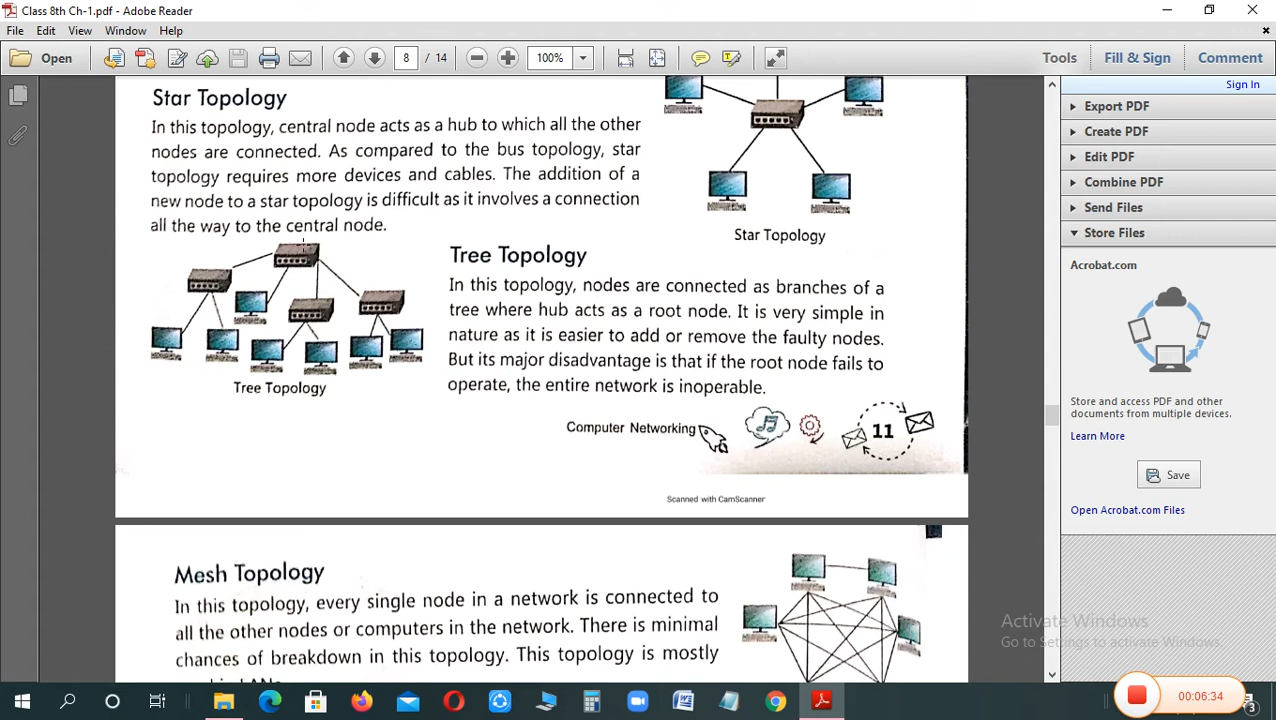 Class 8th Ch-1.pdf - Adobe Reader
File Edit View Window Help
Open
8 / 14
100%
Tools
Fill & Sign
Comment
Sign In
Export PDF
Create PDF
Edit PDF
Combine PDF
Send Files
Store Files
Acrobat.com
Store and access PDF and other
documents from multiple devices.
Learn More
Save
Open Acrobat.com Files
Star Topology
In this topology, central node acts as a hub to which all the other
nodes are connected. As compared to the bus topology, star
topology requires more devices and cables. The addition of a
new node to a star topology is difficult as it involves a connection
all the way to the central node.
Star Topology
Tree Topology
In this topology, nodes are connected as branches of a
tree where hub acts as a root node. It is very simple in
nature as it is easier to add or remove the faulty nodes.
But its major disadvantage is that if the root node fails to
operate, the entire network is inoperable.
Tree Topology
Computer Networking
11
Scanned with CamScanner
Mesh Topology
In this topology, every single node in a network is connected to
all the other nodes or computers in the network. There is minimal
chances of breakdown in this topology. This topology is mostly
Activate Windows
Go to Settings to activate Windows.
00:06:34
3